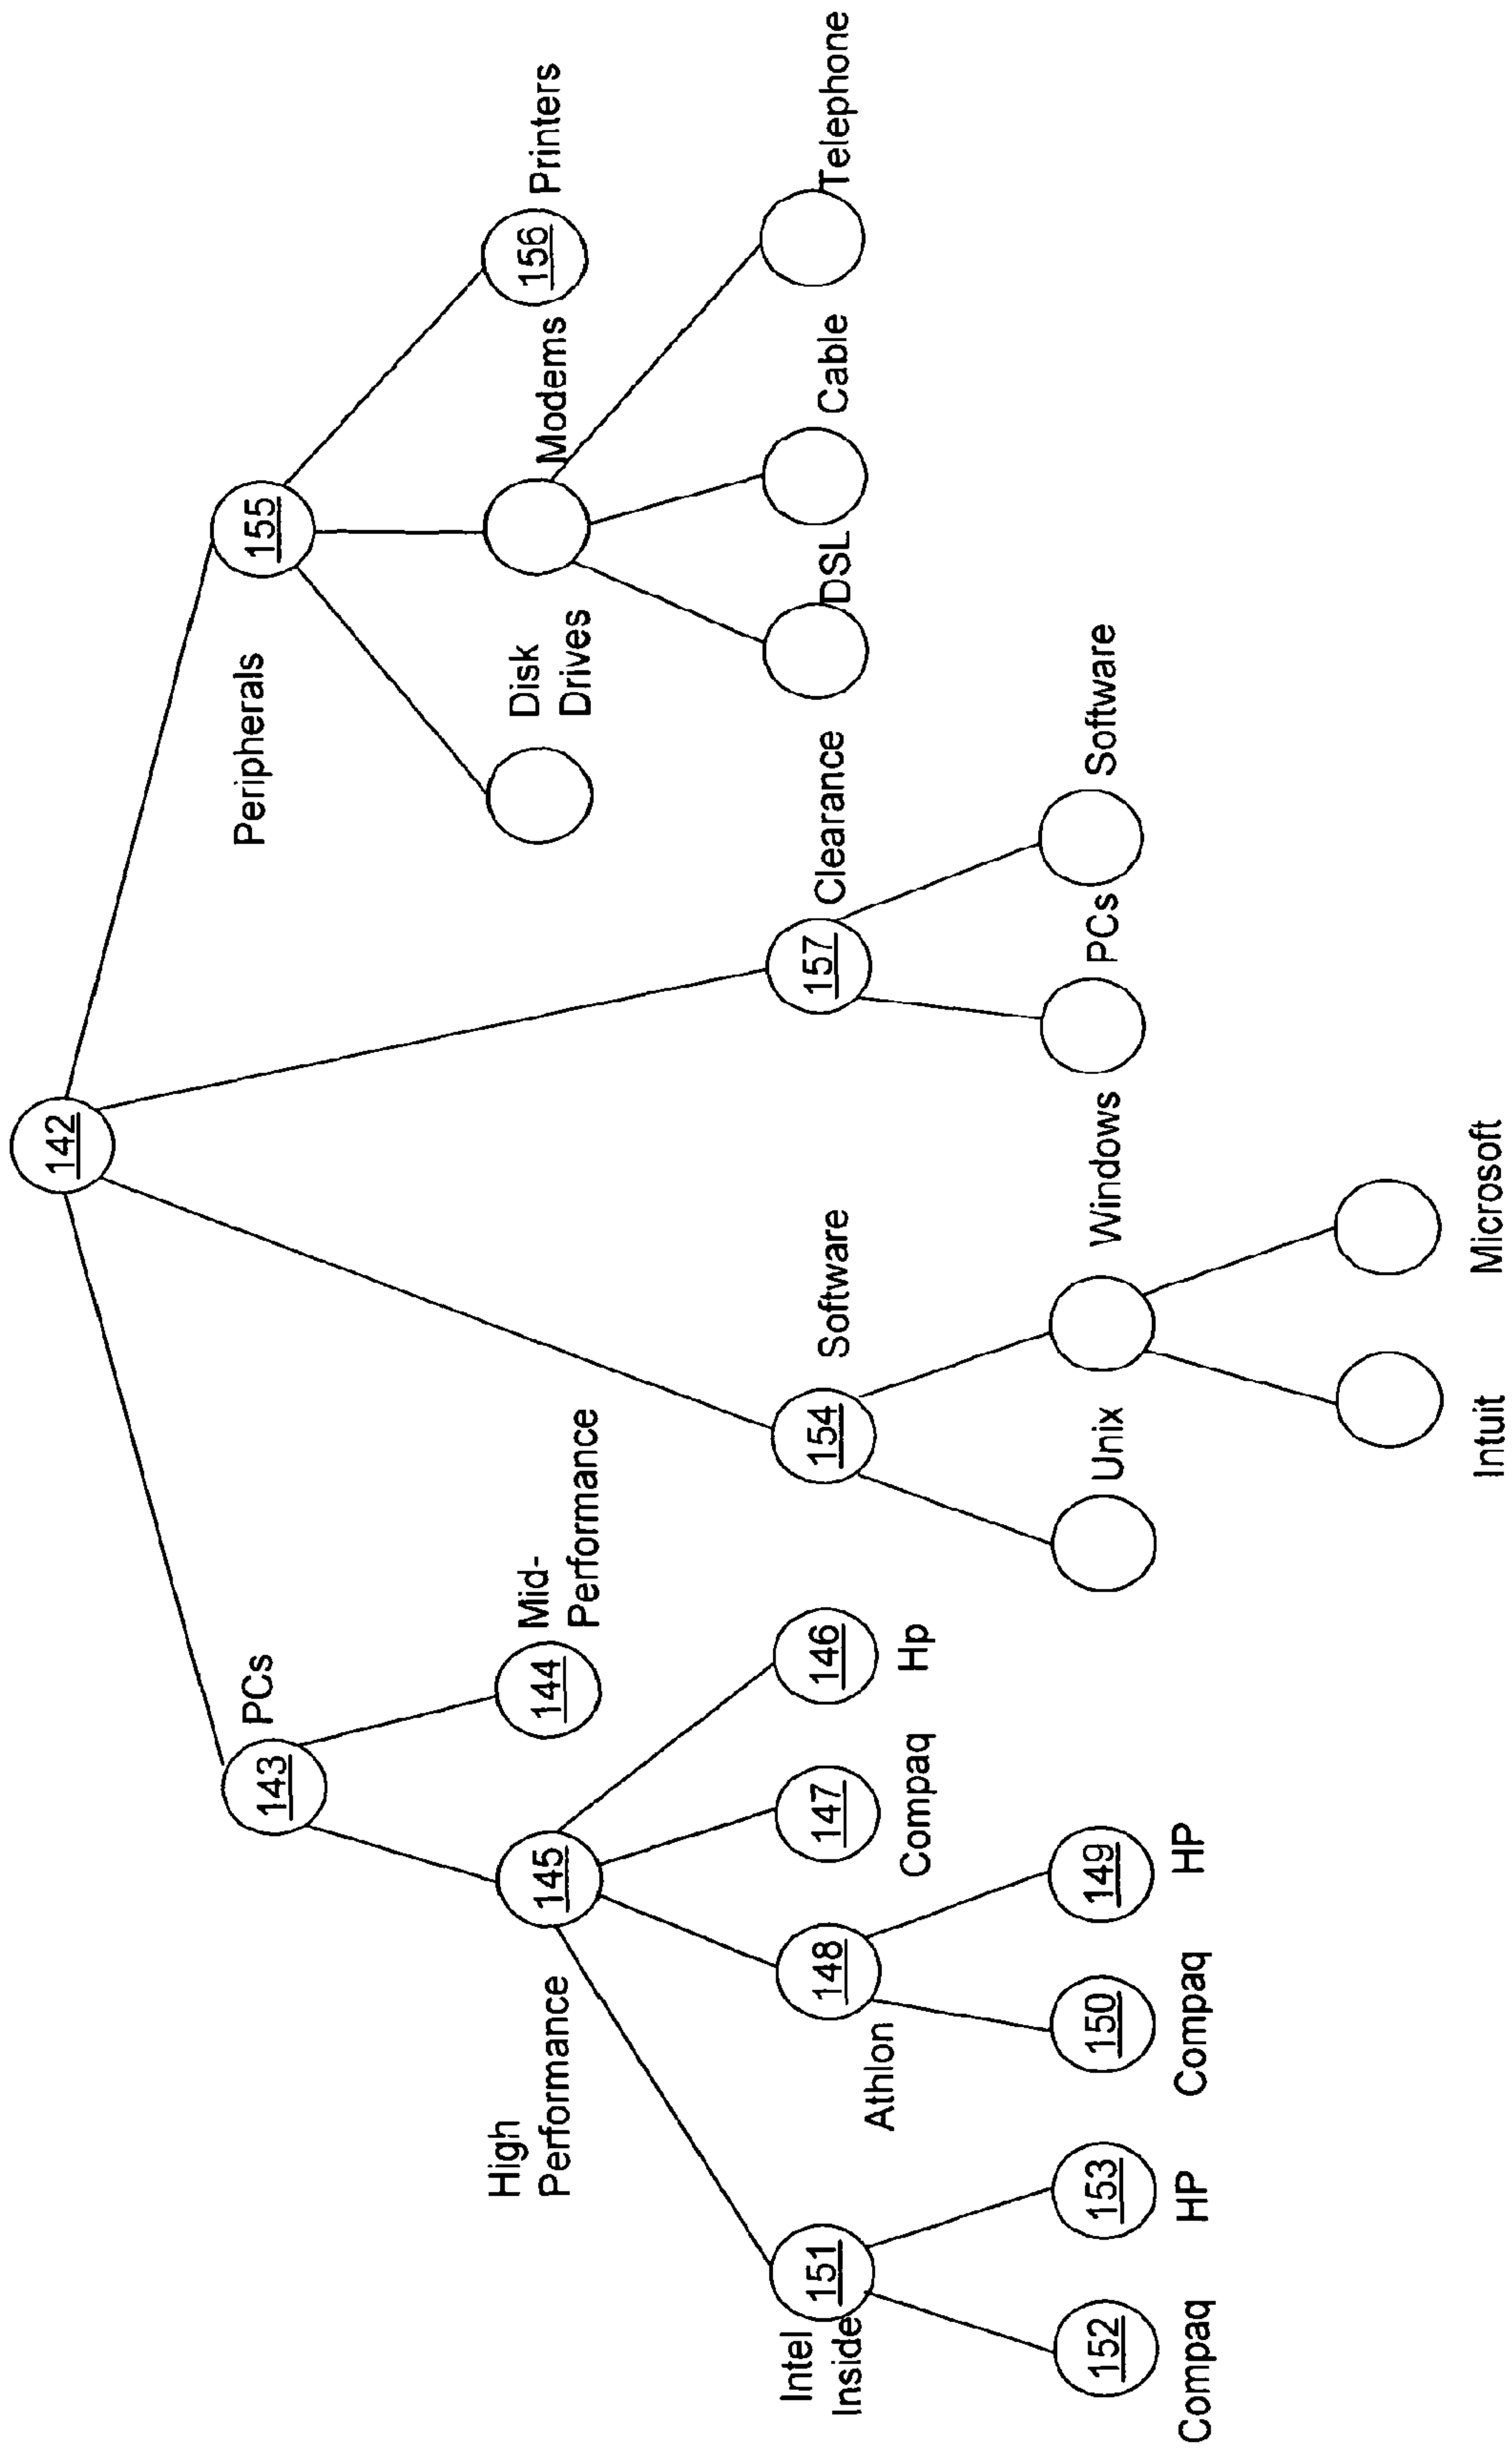 142
PCs
143
Peripherals
155
High
Performance
145
Mid-
Performance
144
Disk
Drives
Modems
156
Printers
Intel
Inside
151
Athlon
148
147
Compaq
146
Hp
154
Software
157
Clearance
DSL
Cable
Telephone
152
Compaq
153
HP
150
Compaq
149
HP
Unix
Windows
PCs
Software
Intuit
Microsoft